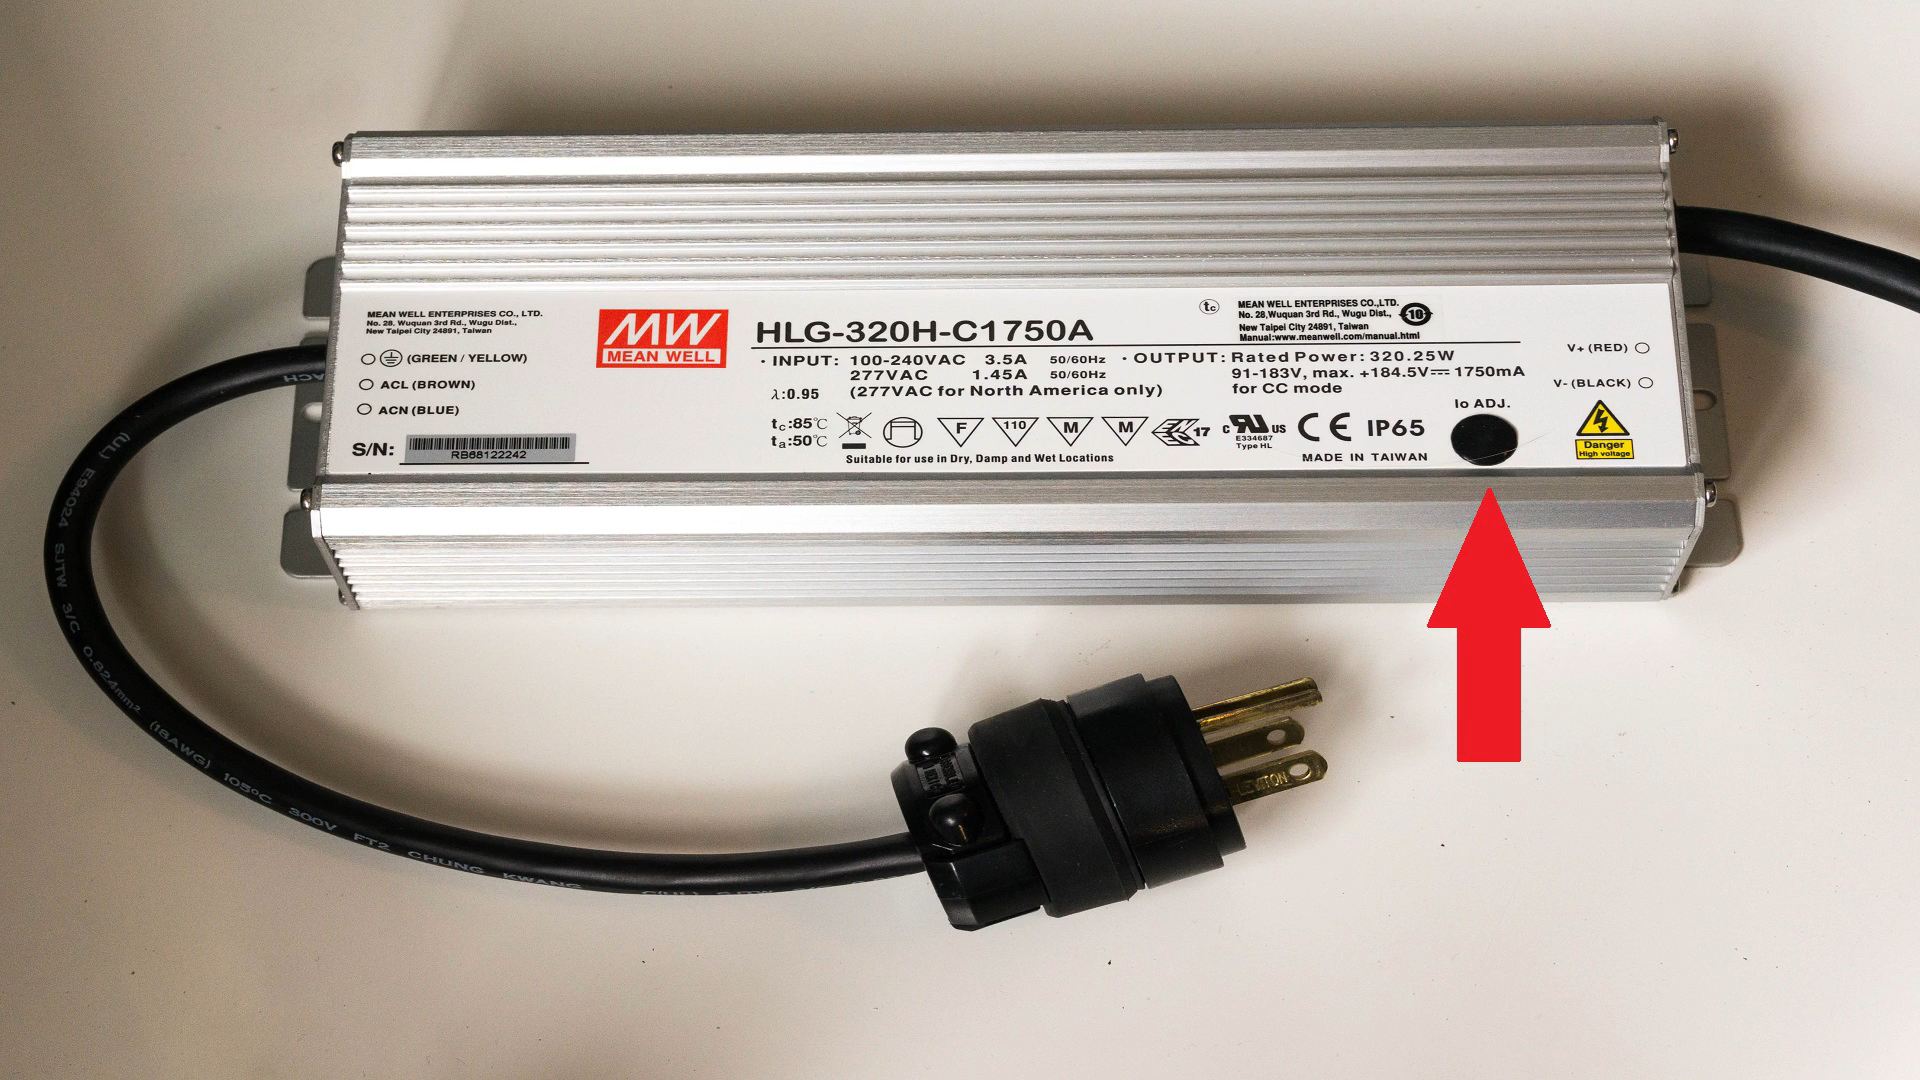 MEAN WELL ENTERPRISES CO., LTD.
No. 28, Wuquan 3rd Rd., Wugu Dist.,
New Taipei City 24891, Taiwan
(GREEN / YELLOW)
ACL (BROWN)
ACN (BLUE)
S/N:
RB68122242
MW
MEAN WELL
HLG-320H-C1750A
· INPUT: 100-240VAC 3.5A 50/60Hz
277VAC 1.45A 50/60Hz
λ:0.95 (277VAC for North America only)
tc:85℃
ta:50℃
F
110
M
M
EAC
17
Suitable for use in Dry, Damp and Wet Locations
tc
MEAN WELL ENTERPRISES CO.,LTD.
No. 28,Wuquan 3rd Rd., Wugu Dist.,
New Taipei City 24891, Taiwan
Manual:www.meanwell.com/manual.html
10
· OUTPUT: Rated Power: 320.25W
91-183V, max. +184.5V⎓ 1750mA
for CC mode
c RU US
E334687
Type HL
CE
IP65
MADE IN TAIWAN
Io ADJ.
V+ (RED)
V- (BLACK)
Danger
High voltage
(UL) E94024 SJTW 3/C 0.824mm² (18AWG) 105°C 300V FT2 CHUNG KWANG
LEVITON